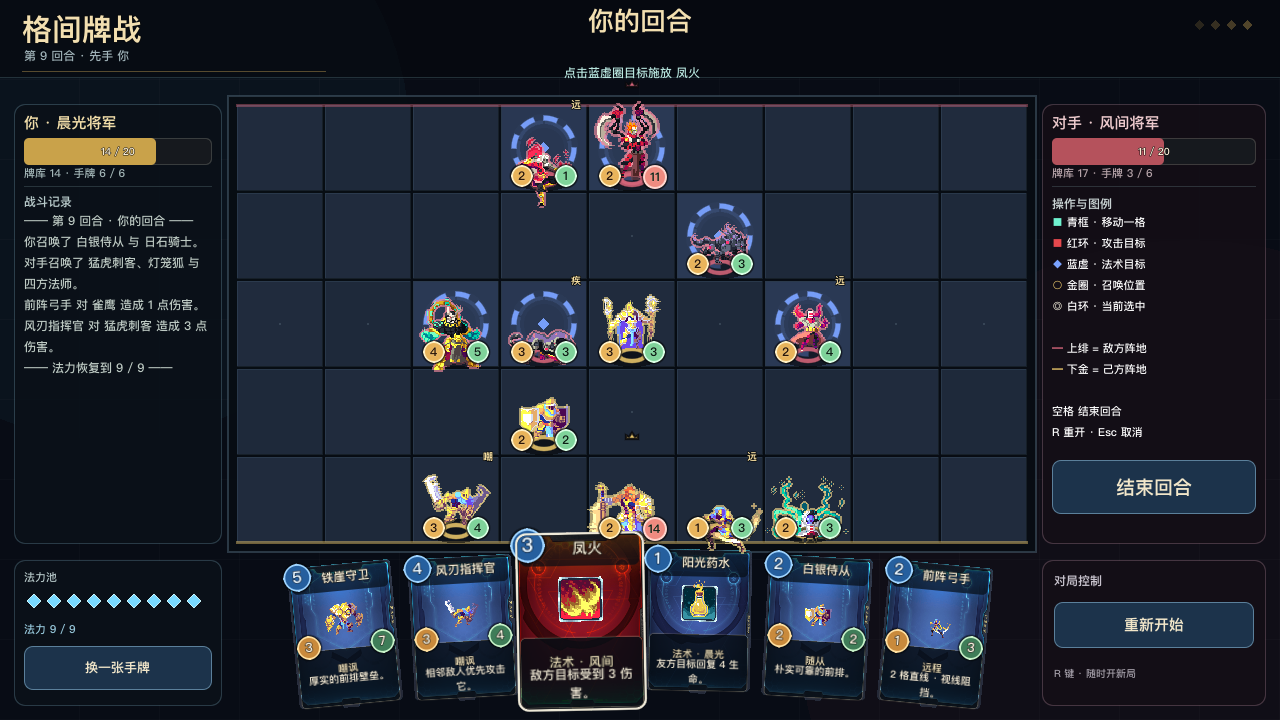 格间牌战
第 9 回合 · 先手 你
你的回合
点击蓝虚圈目标施放 凤火
你 · 晨光将军
14 / 20
牌库 14 · 手牌 6 / 6
战斗记录
—— 第 9 回合 · 你的回合 ——
你召唤了 白银侍从 与 日石骑士。
对手召唤了 猛虎刺客、灯笼狐 与
四方法师。
前阵弓手 对 雀鹰 造成 1 点伤害。
风刃指挥官 对 猛虎刺客 造成 3 点
伤害。
—— 法力恢复到 9 / 9 ——
远
2 1
2 11
2 3
疾
远
4 5
3 3
3 3
2 4
2 2
嘲
远
3 4
2 14
1 3
2 3
对手 · 风间将军
11 / 20
牌库 17 · 手牌 3 / 6
操作与图例
青框 · 移动一格
红环 · 攻击目标
蓝虚 · 法术目标
金圈 · 召唤位置
白环 · 当前选中
上绯 = 敌方阵地
下金 = 己方阵地
空格 结束回合
R 重开 · Esc 取消
结束回合
法力池
法力 9 / 9
换一张手牌
5
铁崖守卫
3 7
嘲讽
厚实的前排壁垒。
4
风刃指挥官
3 4
嘲讽
相邻敌人优先攻击
它。
3
凤火
法术 · 风间
敌方目标受到 3 伤
害。
1
阳光药水
法术 · 晨光
友方目标回复 4 生
命。
2
白银侍从
2 2
随从
朴实可靠的前排。
2
前阵弓手
1 3
远程
2 格直线 · 视线阻
挡。
对局控制
重新开始
R 键 · 随时开新局